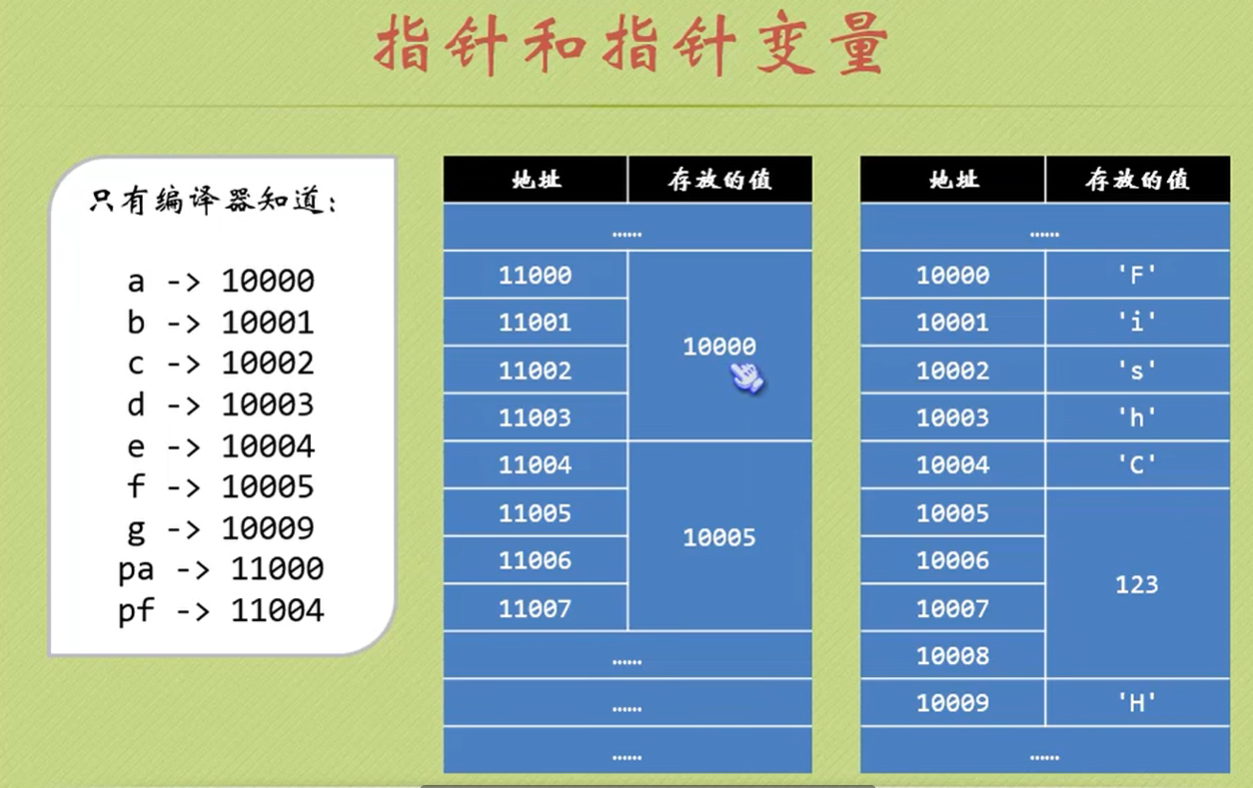 指针和指针变量
只有编译器知道:
a -> 10000
b -> 10001
c -> 10002
d -> 10003
e -> 10004
f -> 10005
g -> 10009
pa -> 11000
pf -> 11004
地址 存放的值
……
11000
11001
10000
11002
11003
11004
11005
10005
11006
11007
……
……
……
地址 存放的值
……
10000 'F'
10001 'i'
10002 's'
10003 'h'
10004 'C'
10005
10006
123
10007
10008
10009 'H'
……